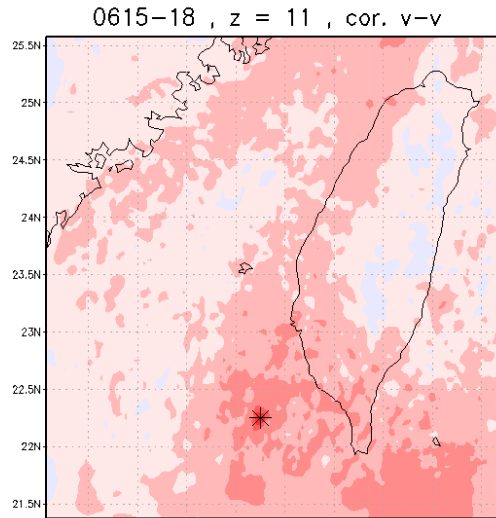 0615-18 , z = 11 , cor. v-v
25.5N
25N
24.5N
24N
23.5N
23N
22.5N
22N
21.5N